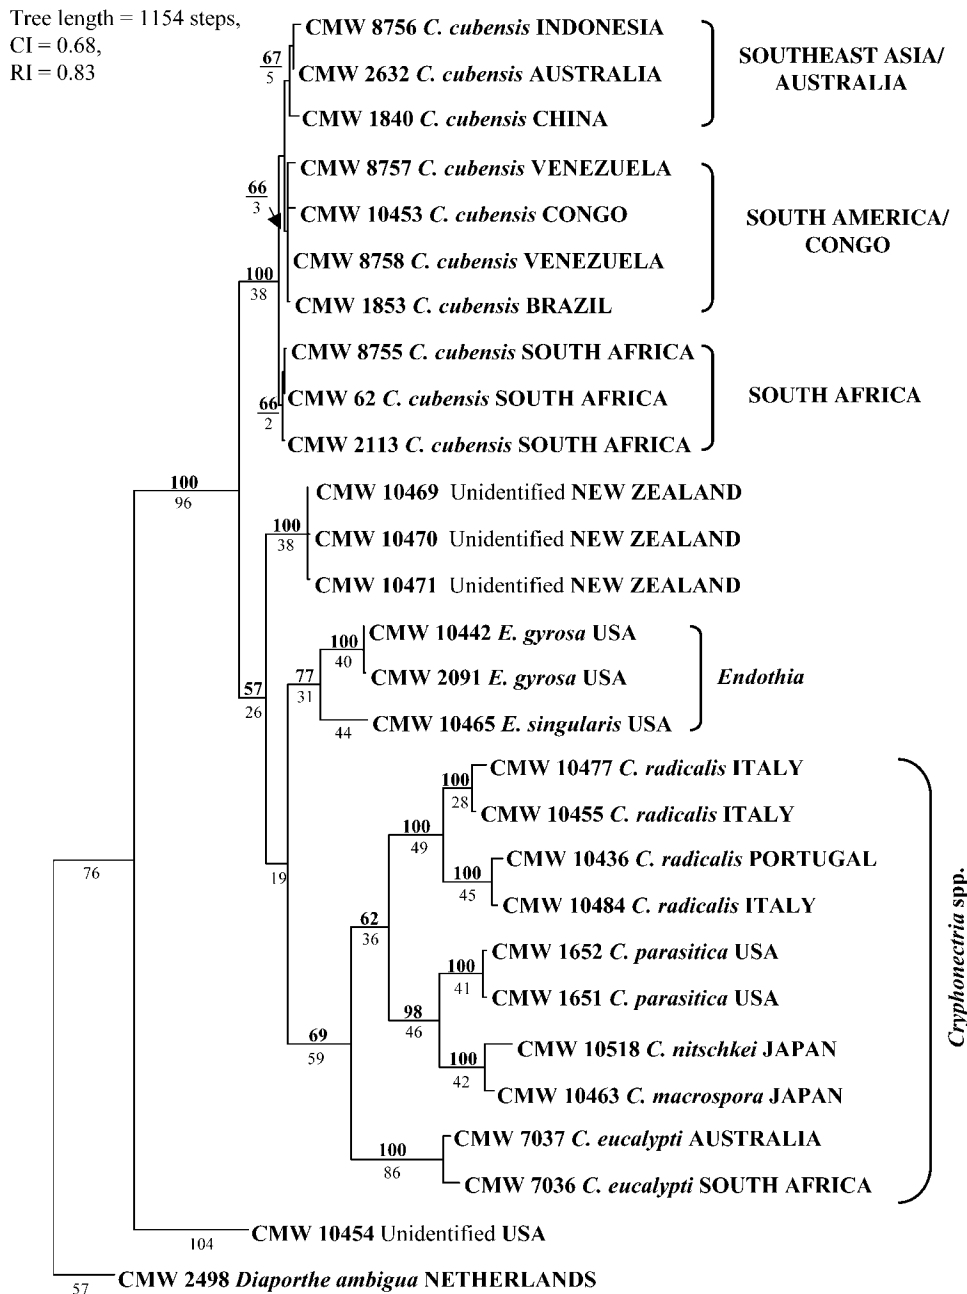 Tree length = 1154 steps,
CI = 0.68,
RI = 0.83
CMW 8756 C. cubensis INDONESIA
67
5
CMW 2632 C. cubensis AUSTRALIA
SOUTHEAST ASIA/
AUSTRALIA
CMW 1840 C. cubensis CHINA
CMW 8757 C. cubensis VENEZUELA
66
3
CMW 10453 C. cubensis CONGO
SOUTH AMERICA/
CONGO
CMW 8758 C. cubensis VENEZUELA
100
38
CMW 1853 C. cubensis BRAZIL
CMW 8755 C. cubensis SOUTH AFRICA
CMW 62 C. cubensis SOUTH AFRICA
SOUTH AFRICA
66
2
CMW 2113 C. cubensis SOUTH AFRICA
100
96
CMW 10469 Unidentified NEW ZEALAND
100
38
CMW 10470 Unidentified NEW ZEALAND
CMW 10471 Unidentified NEW ZEALAND
CMW 10442 E. gyrosa USA
100
40
CMW 2091 E. gyrosa USA
Endothia
77
31
57
26
44
CMW 10465 E. singularis USA
CMW 10477 C. radicalis ITALY
100
28
CMW 10455 C. radicalis ITALY
100
49
CMW 10436 C. radicalis PORTUGAL
76
19
100
45
CMW 10484 C. radicalis ITALY
62
36
CMW 1652 C. parasitica USA
100
41
CMW 1651 C. parasitica USA
98
46
CMW 10518 C. nitschkei JAPAN
69
59
100
42
CMW 10463 C. macrospora JAPAN
Cryphonectria spp.
CMW 7037 C. eucalypti AUSTRALIA
100
86
CMW 7036 C. eucalypti SOUTH AFRICA
104
CMW 10454 Unidentified USA
57
CMW 2498 Diaporthe ambigua NETHERLANDS